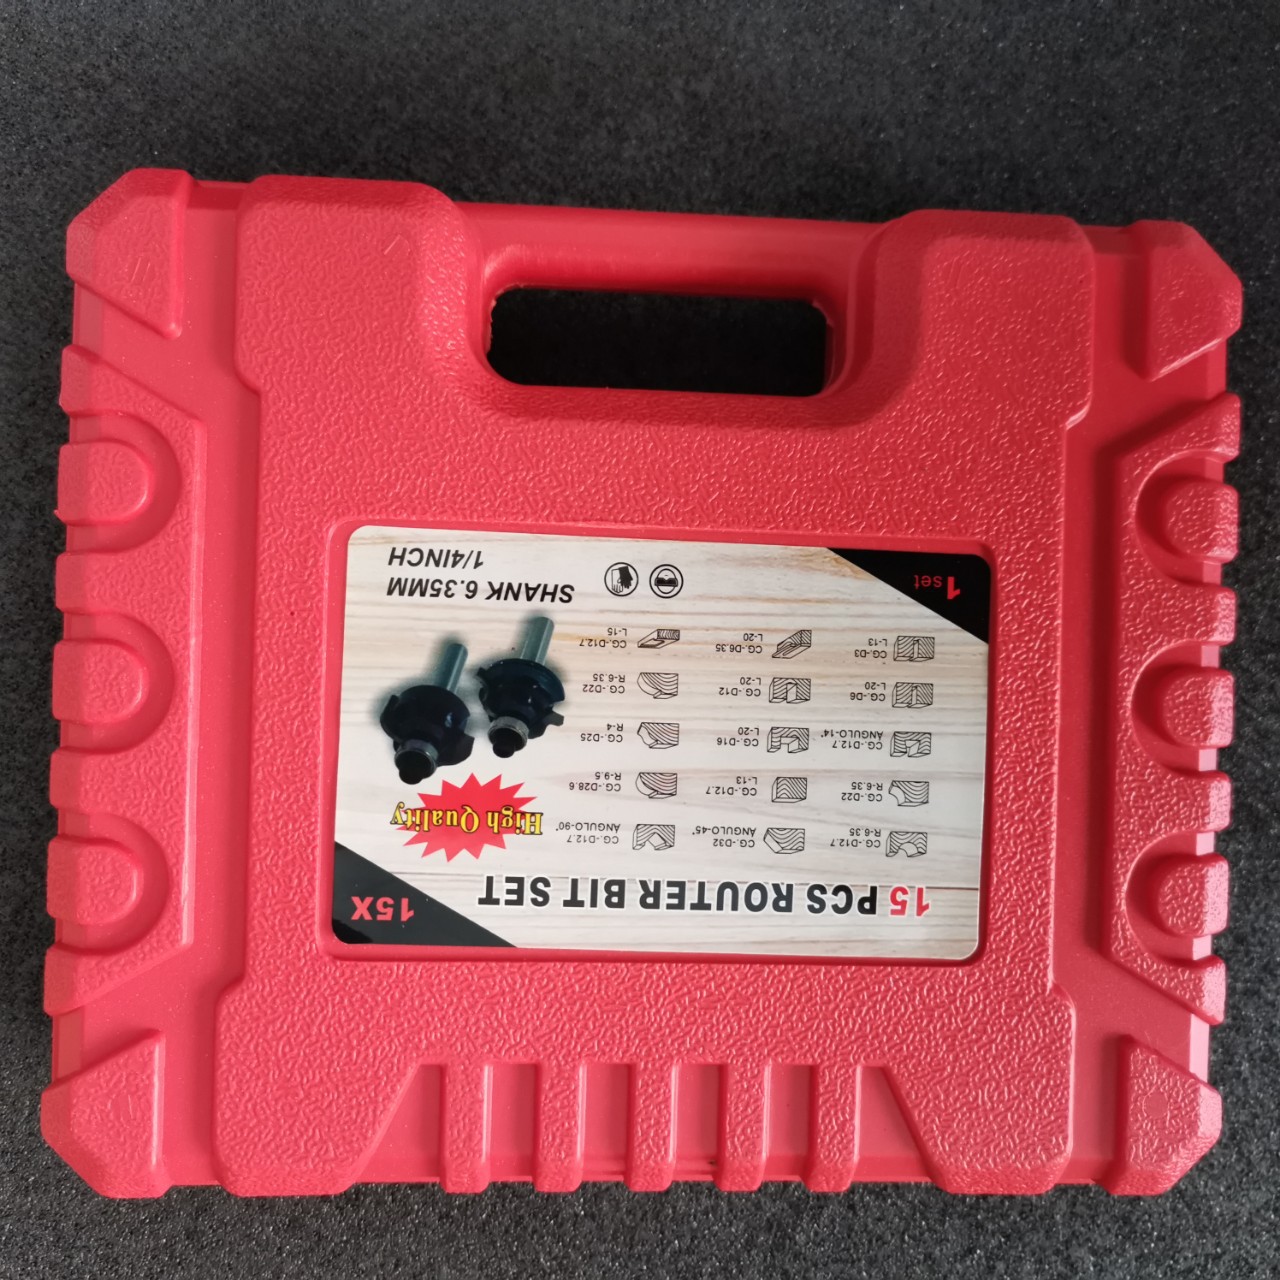 15 PCS ROUTER BIT SET
15X
CG.-D12.7
R-6.35
CG.-D32
ANGULO-45°
CG.-D12.7
ANGULO-90°
High Quality
CG.-D22
R-6.35
CG.-D12.7
L-13
CG.-D28.6
R-9.5
CG.-D12.7
ANGULO-14°
CG.-D16
L-20
CG.-D25
R-4
CG.-D6
L-20
CG.-D12
L-20
CG.-D22
R-6.35
CG.-D3
L-13
CG.-D6.35
L-20
CG.-D12.7
L-15
1set
SHANK 6.35MM
1/4INCH